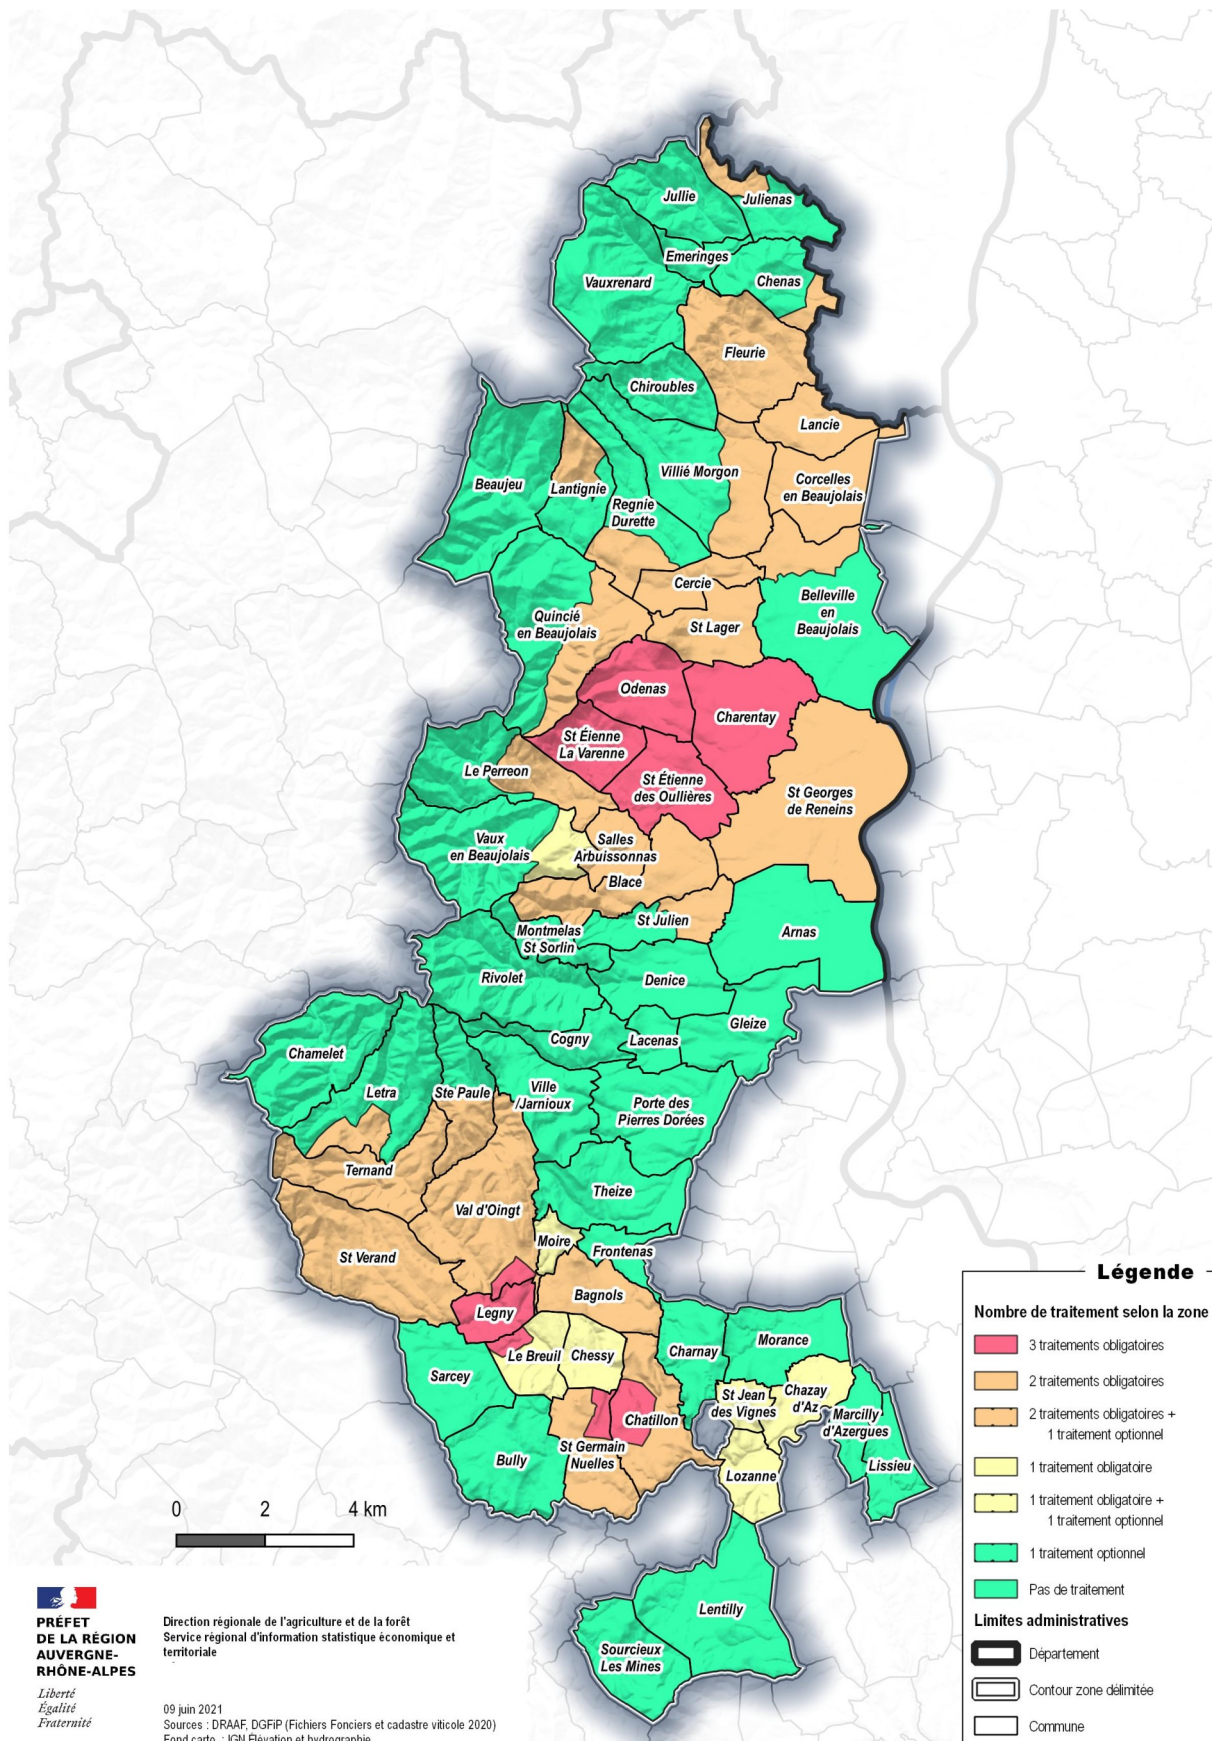 Jullie
Julienas
Emeringes
Chenas
Vauxrenard
Fleurie
Chiroubles
Lancie
Villié Morgon
Corcelles
en Beaujolais
Beaujeu
Lantignie
Regnie
Durette
Cercie
Belleville
en
Beaujolais
Quincié
en Beaujolais
St Lager
Odenas
Charentay
St Éienne
La Varenne
Le Perreon
St Étienne
des Oullières
St Georges
de Reneins
Vaux
en Beaujolais
Salles
Arbuissonnas
Blace
St Julien
Montmelas
St Sorlin
Arnas
Rivolet
Denice
Gleize
Cogny
Lacenas
Chamelet
Letra
Ste Paule
Ville
/Jarnioux
Porte des
Pierres Dorées
Ternand
Theize
Val d'Oingt
Moire
Frontenas
St Verand
Bagnols
Legny
Charnay
Morance
Le Breuil
Chessy
Sarcey
St Jean
des Vignes
Chazay
d'Az
Marcilly
d'Azergues
Chatillon
St Germain
Nuelles
Bully
Lozanne
Lissieu
Lentilly
Sourcieux
Les Mines
0 2 4 km
Légende
Nombre de traitement selon la zone
3 traitements obligatoires
2 traitements obligatoires
2 traitements obligatoires +
1 traitement optionnel
1 traitement obligatoire
1 traitement obligatoire +
1 traitement optionnel
1 traitement optionnel
Pas de traitement
Limites administratives
Département
Contour zone délimitée
Commune
PRÉFET
DE LA RÉGION
AUVERGNE-
RHÔNE-ALPES
Liberté
Égalité
Fraternité
Direction régionale de l'agriculture et de la forêt
Service régional d'information statistique économique et
territoriale
09 juin 2021
Sources : DRAAF, DGFiP (Fichiers Fonciers et cadastre viticole 2020)
Fond carto. : IGN Élévation et hydrographie